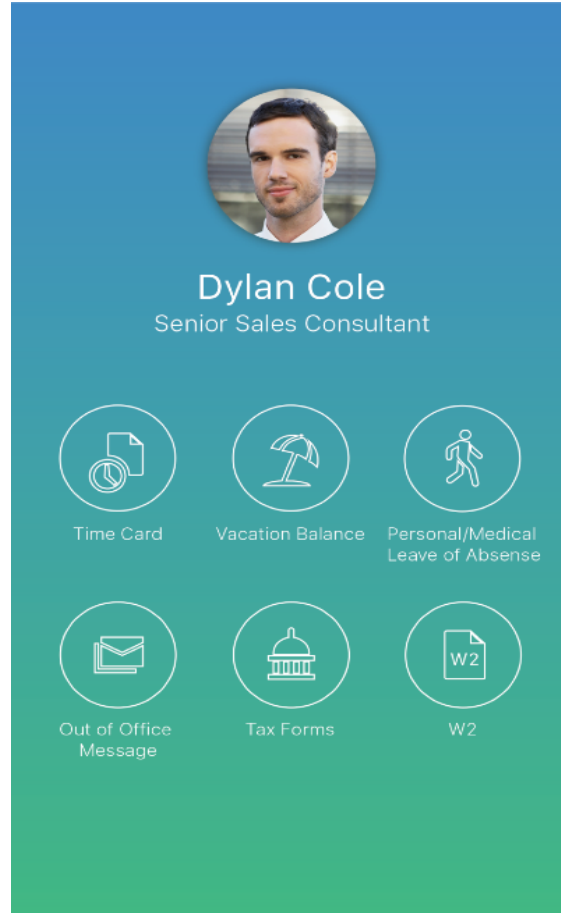 Dylan Cole
Senior Sales Consultant
Time Card
Vacation Balance
Personal/Medical
Leave of Absense
Out of Office
Message
Tax Forms
W2
W2